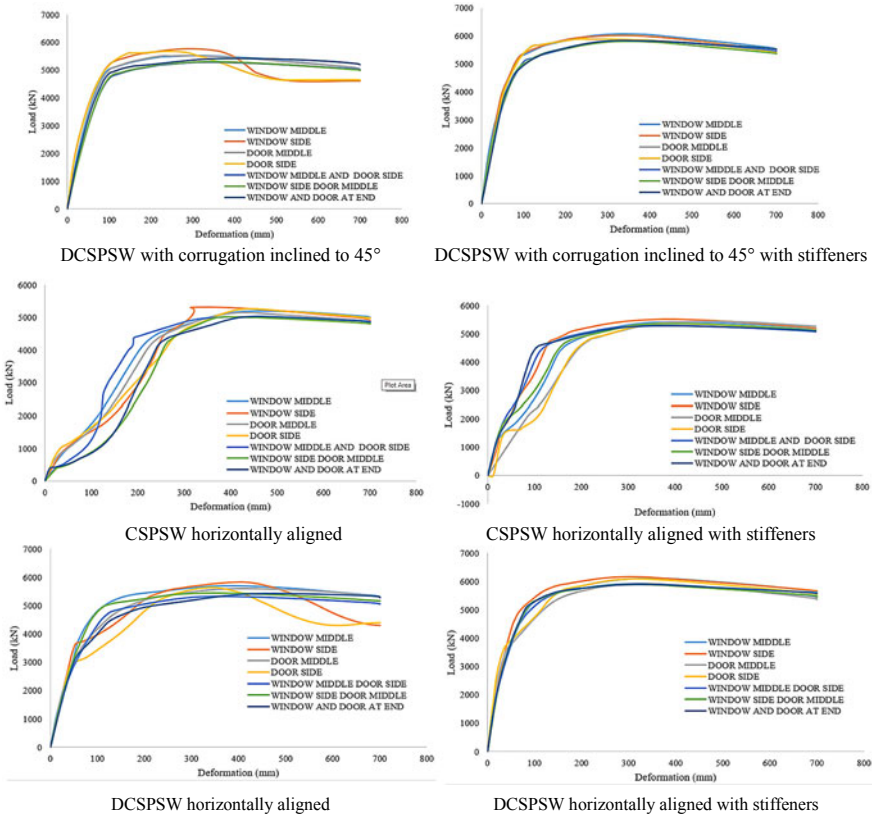 7000
6000
5000
4000
3000
2000
1000
0
Load (kN)
WINDOW MIDDLE
WINDOW SIDE
DOOR MIDDLE
DOOR SIDE
WINDOW MIDDLE AND DOOR SIDE
WINDOW SIDE DOOR MIDDLE
WINDOW AND DOOR AT END
0 100 200 300 400 500 600 700 800
Deformation (mm)
DCSPSW with corrugation inclined to 45°
7000
6000
5000
4000
3000
2000
1000
0
Load (kN)
WINDOW MIDDLE
WINDOW SIDE
DOOR MIDDLE
DOOR SIDE
WINDOW MIDDLE AND DOOR SIDE
WINDOW SIDE DOOR MIDDLE
WINDOW AND DOOR AT END
0 100 200 300 400 500 600 700 800
Deformation (mm)
DCSPSW with corrugation inclined to 45° with stiffeners
6000
5000
4000
3000
2000
1000
0
Load (kN)
Plot Area
WINDOW MIDDLE
WINDOW SIDE
DOOR MIDDLE
DOOR SIDE
WINDOW MIDDLE AND DOOR SIDE
WINDOW SIDE DOOR MIDDLE
WINDOW AND DOOR AT END
0 100 200 300 400 500 600 700 800
Deformation (mm)
CSPSW horizontally aligned
6000
5000
4000
3000
2000
1000
0
-1000
Load (kN)
WINDOW MIDDLE
WINDOW SIDE
DOOR MIDDLE
DOOR SIDE
WINDOW MIDDLE AND DOOR SIDE
WINDOW SIDE DOOR MIDDLE
WINDOW AND DOOR AT END
0 100 200 300 400 500 600 700 800
Deformation (mm)
CSPSW horizontally aligned with stiffeners
7000
6000
5000
4000
3000
2000
1000
0
Load (kN)
WINDOW MIDDLE
WINDOW SIDE
DOOR MIDDLE
DOOR SIDE
WINDOW MIDDLE DOOR SIDE
WINDOW SIDE DOOR MIDDLE
WINDOW AND DOOR AT END
0 100 200 300 400 500 600 700 800
Deformation (mm)
DCSPSW horizontally aligned
7000
6000
5000
4000
3000
2000
1000
0
Load (kN)
WINDOW MIDDLE
WINDOW SIDE
DOOR MIDDLE
DOOR SIDE
WINDOW MIDDLE DOOR SIDE
WINDOW SIDE DOOR MIDDLE
WINDOW AND DOOR AT END
0 100 200 300 400 500 600 700 800
Deformation (mm)
DCSPSW horizontally aligned with stiffeners